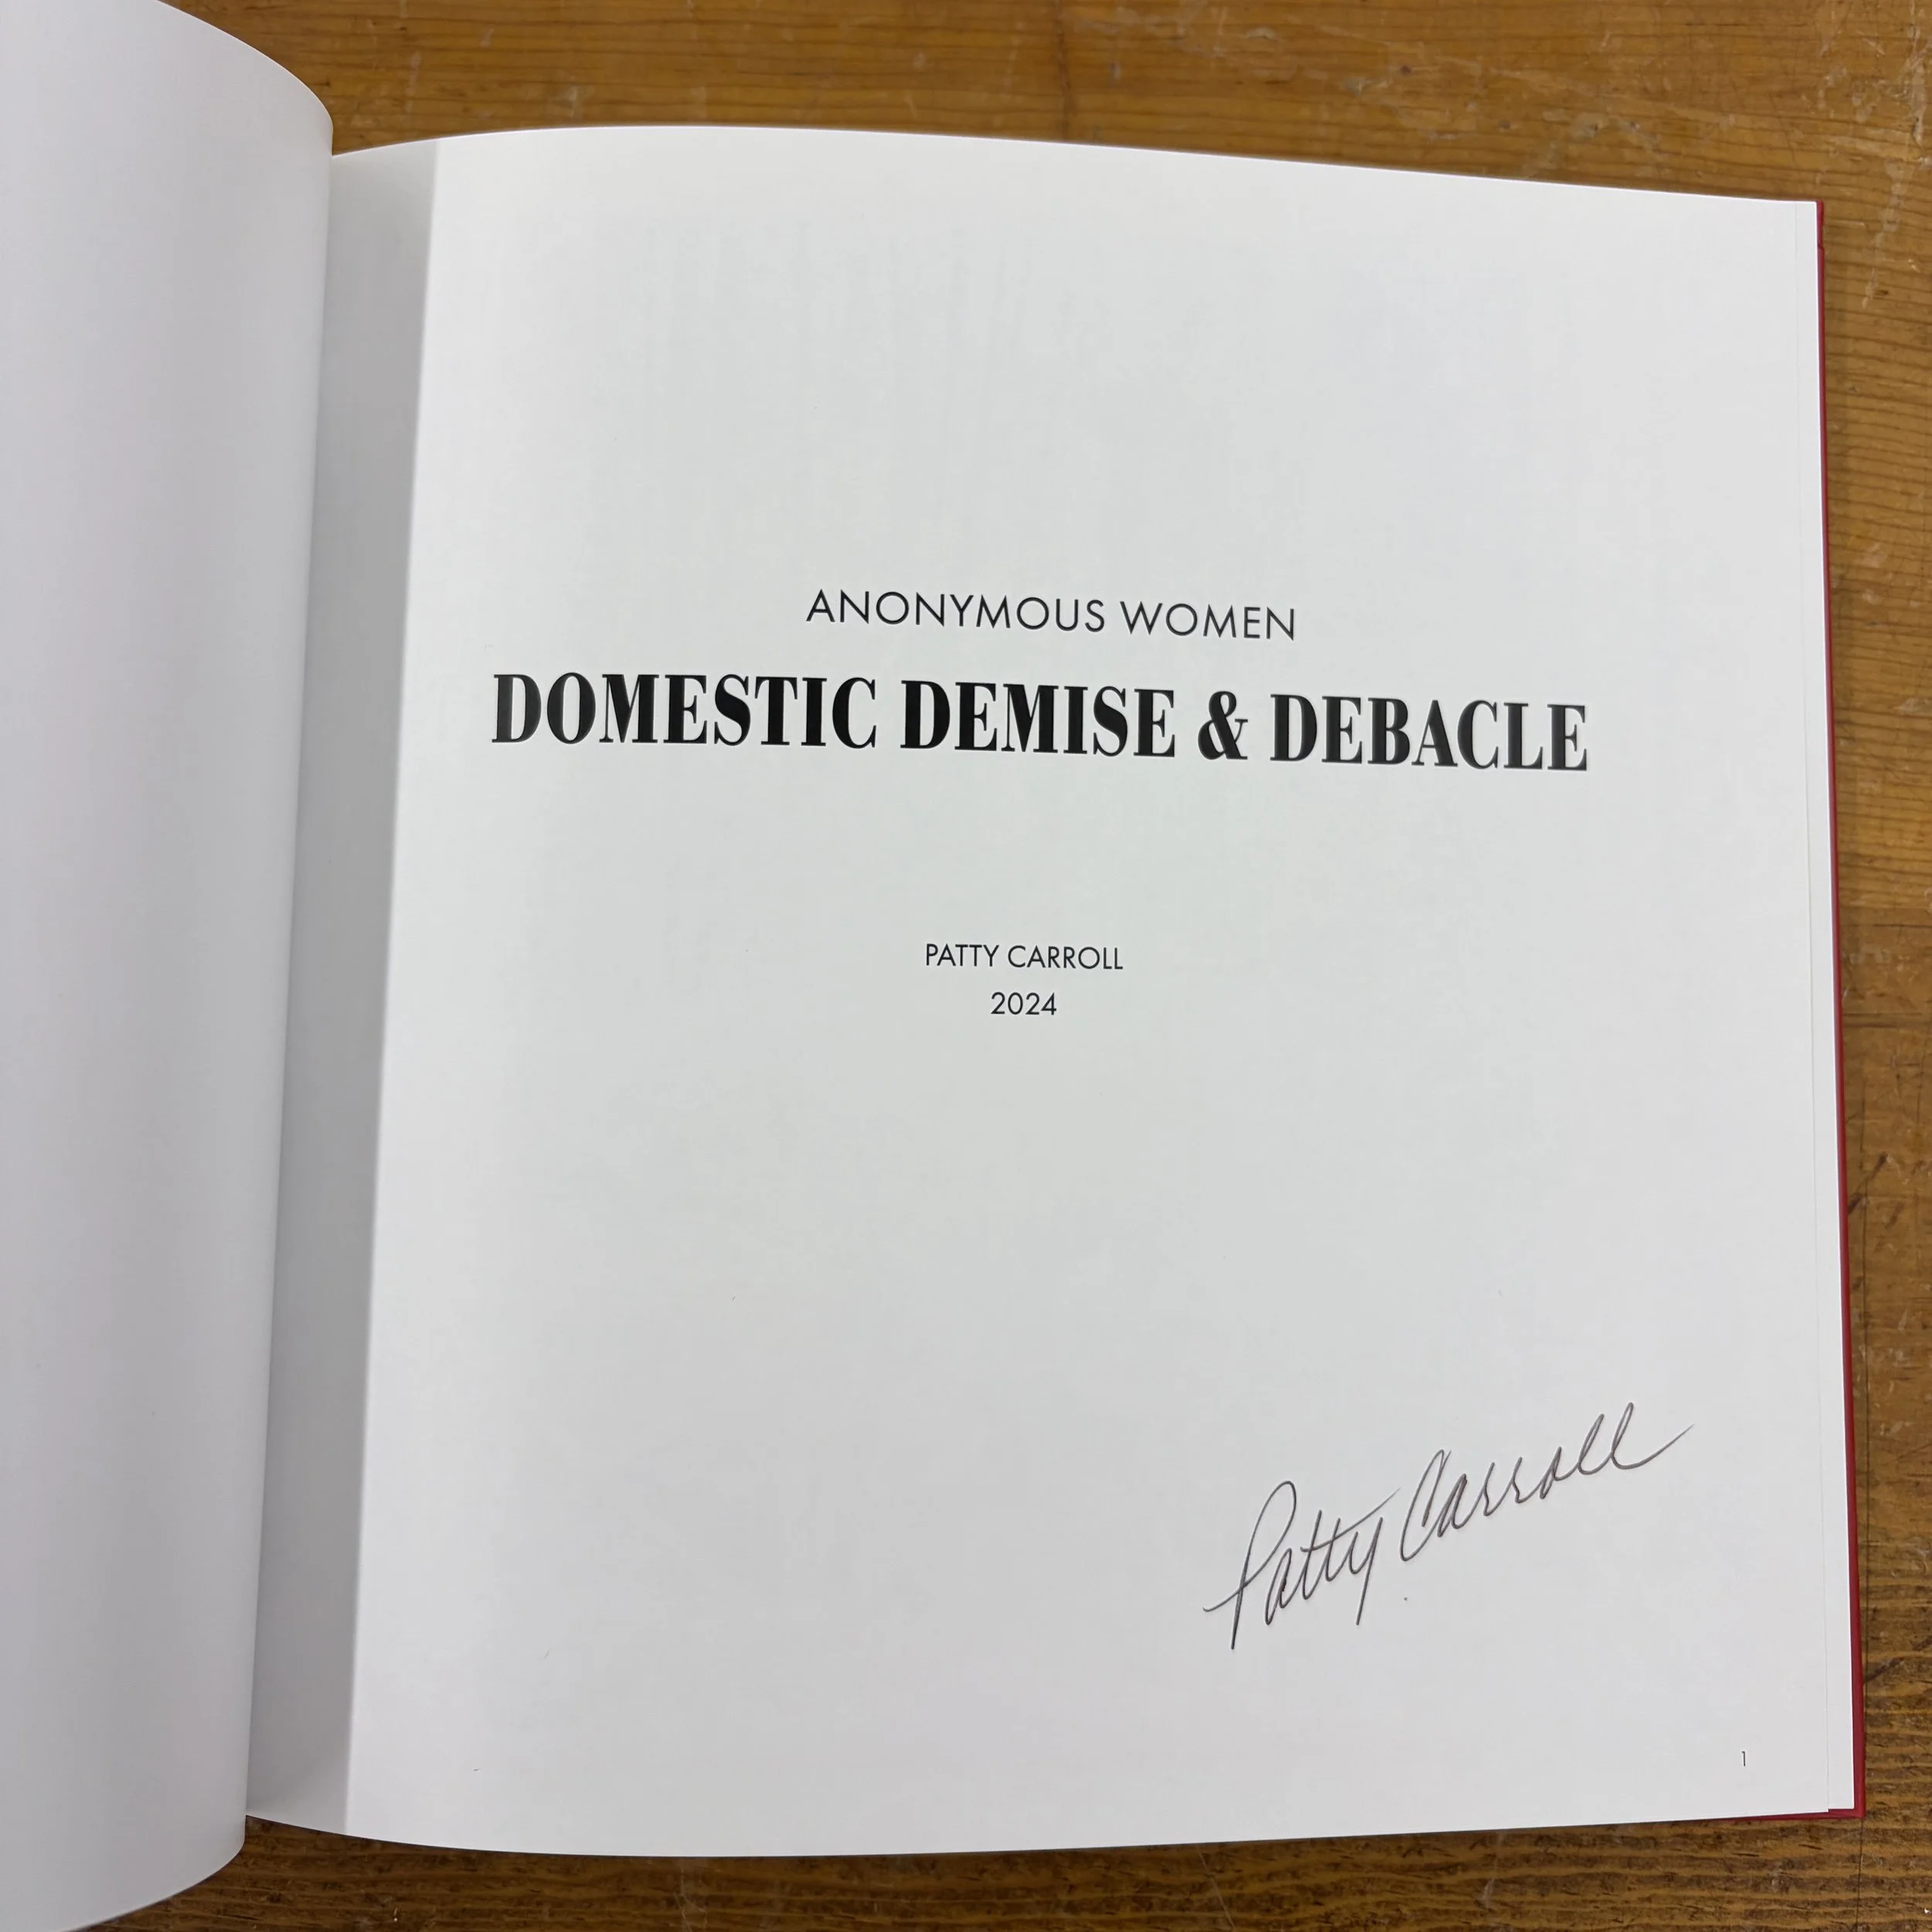 ANONYMOUS WOMEN
DOMESTIC DEMISE & DEBACLE
PATTY CARROLL
2024
Patty Carroll
1